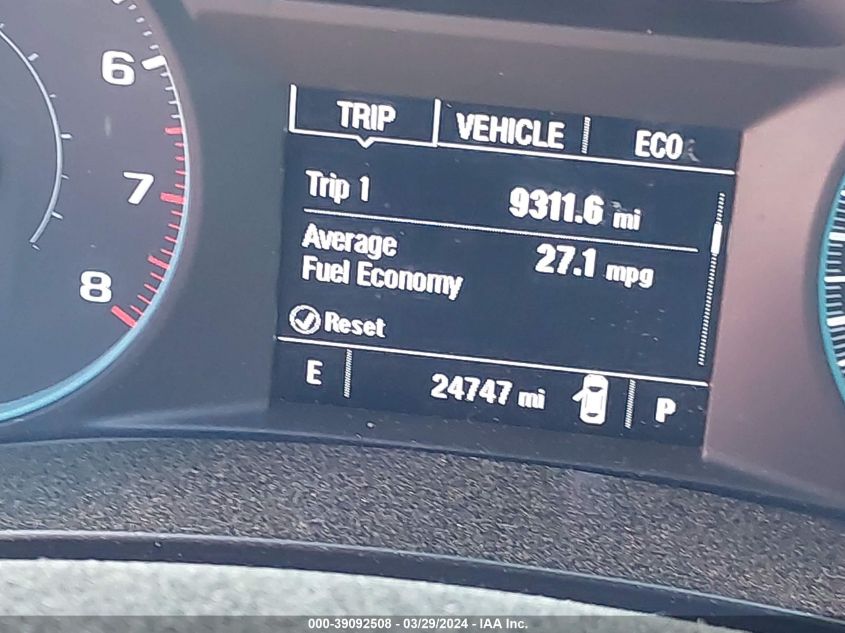 6
7
8
TRIP VEHICLE ECO
Trip 1 9311.6 mi
Average 27.1 mpg
Fuel Economy
Reset
E 24747 mi P
000-39092508 - 03/29/2024 - IAA Inc.